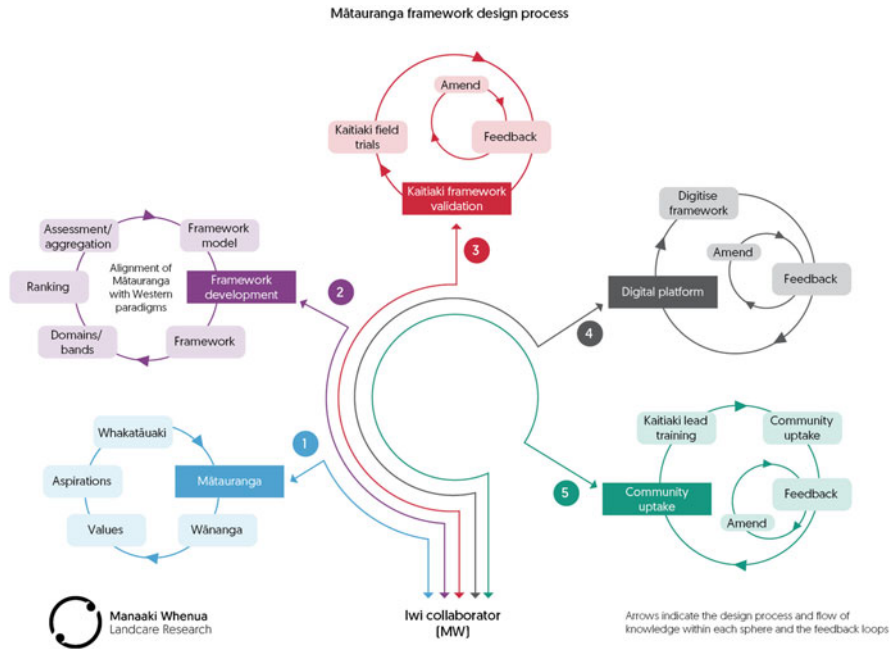 Mātauranga framework design process
Amend
Kaitiaki field
trials
Feedback
Kaitiaki framework
validation
3
Digitise
framework
Amend
Feedback
Digital platform
4
Assessment/
aggregation
Framework
model
Alignment of
Mātauranga
with Western
paradigms
Ranking
Framework
development
2
Domains/
bands
Framework
Whakatāuaki
1
Aspirations
Mātauranga
Values
Wānanga
Kaitiaki lead
training
Community
uptake
Feedback
5
Community
uptake
Amend
Manaaki Whenua
Landcare Research
Iwi collaborator
(MW)
Arrows indicate the design process and flow of
knowledge within each sphere and the feedback loops